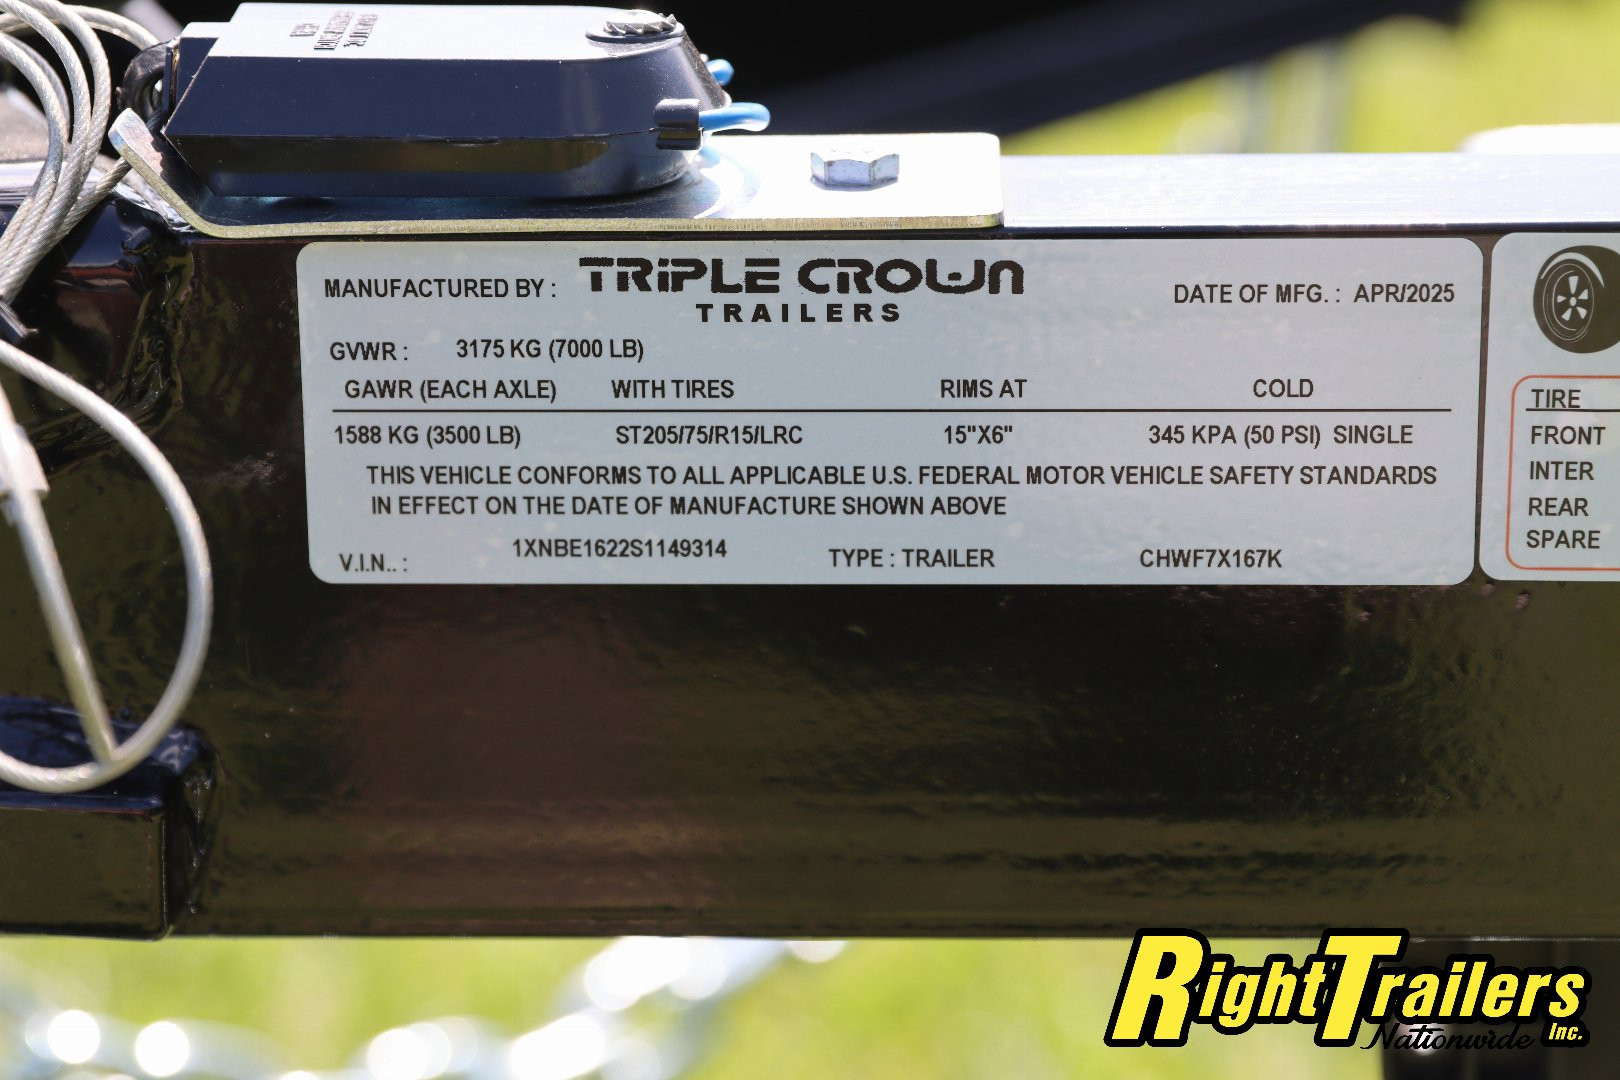 MANUFACTURED BY : TRIPLE CROWN DATE OF MFG. : APR/2025
TRAILERS
GVWR : 3175 KG (7000 LB)
GAWR (EACH AXLE) WITH TIRES RIMS AT COLD
1588 KG (3500 LB) ST205/75/R15/LRC 15"X6" 345 KPA (50 PSI) SINGLE
THIS VEHICLE CONFORMS TO ALL APPLICABLE U.S. FEDERAL MOTOR VEHICLE SAFETY STANDARDS
IN EFFECT ON THE DATE OF MANUFACTURE SHOWN ABOVE
V.I.N.. : 1XNBE1622S1149314 TYPE : TRAILER CHWF7X167K
TIRE
FRONT
INTER
REAR
SPARE
RightTrailers Inc.
Nationwide